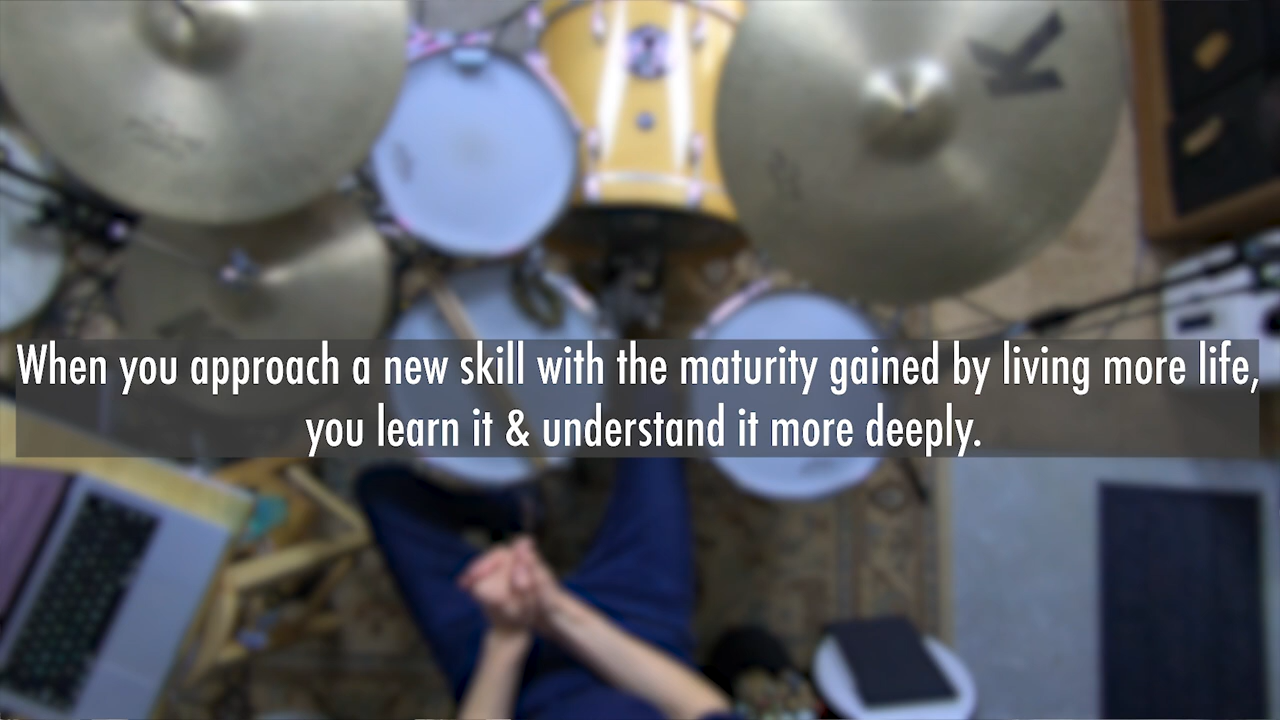 K
When you approach a new skill with the maturity gained by living more life,
you learn it & understand it more deeply.